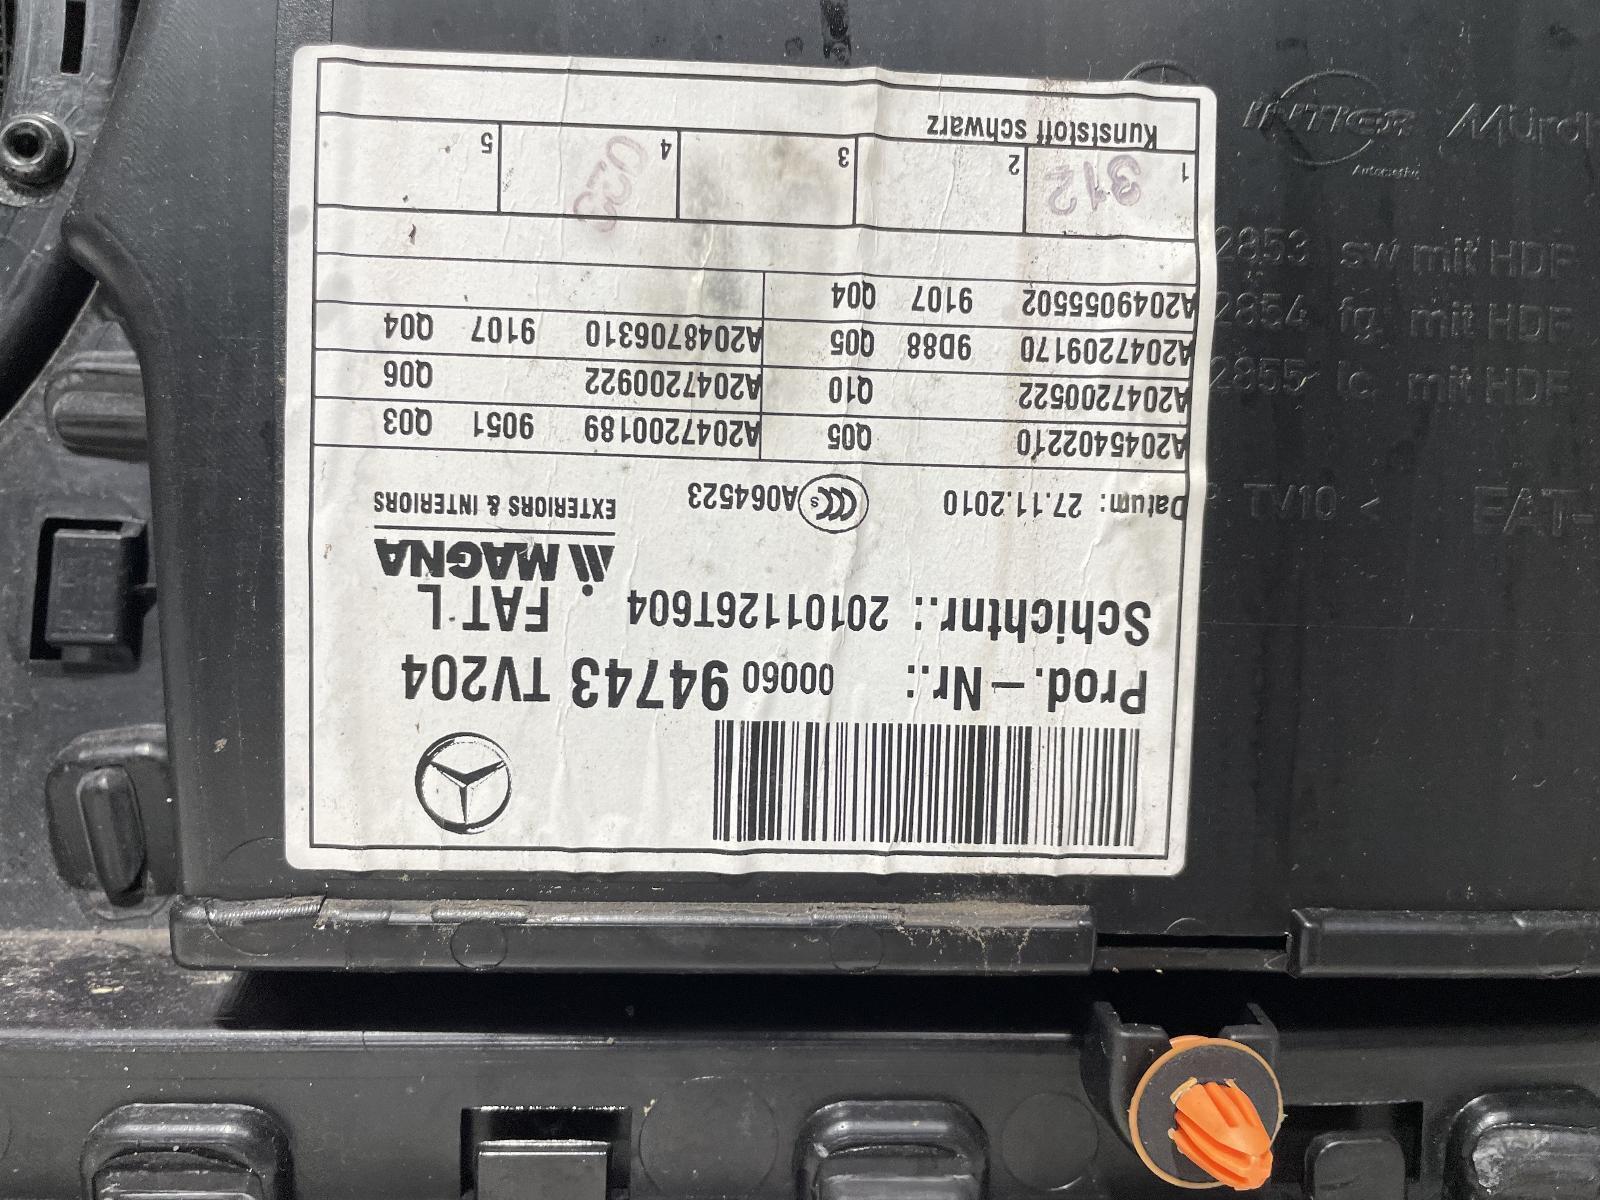 Prod.-Nr.: 00060 94743 TV204
Schichtnr.: 20101126T604 FAT L
MAGNA
EXTERIORS & INTERIORS
Datum: 27.11.2010 CCC S A064523
A2045402210 Q05 A2047200189 9051 Q03
A2047200522 Q10 A2047200922 Q06
A2047209170 9D88 Q05 A2048706310 9107 Q04
A2049055502 9107 Q04
1 312 2 3 4 5
Kunststoff schwarz
INTIER
Automotive
2853 sw mit HDF
2854 fg mit HDF
2855 lc mit HDF
TV10 <